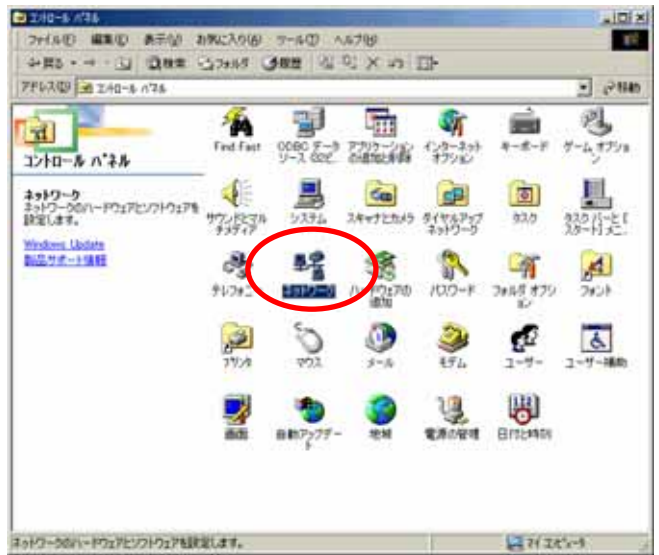 コントロール パネル
ファイル(F) 編集(E) 表示(V) お気に入り(A) ツール(T) ヘルプ(H)
戻る 検索 フォルダ 履歴
アドレス(D) コントロール パネル 移動
コントロール パネル
ネットワーク
ネットワークのハードウェアとソフトウェアを
設定します。
Windows Update
製品サポート情報
Find Fast
ODBC データ
ソース
アプリケーション
の追加と削除
インターネット
オプション
キーボード
ゲーム オプショ
ン
サウンドとマル
チメディア
システム
スキャナとカメラ
ダイヤルアップ
ネットワーク
タスク
タスク バーと [
スタート] メニ...
テレフォニ
ネットワーク
ハードウェアの
追加
パスワード
フォルダ オプシ
ョン
フォント
プリンタ
マウス
メール
モデム
ユーザー
ユーザー補助
画面
自動アップデー
ト
地域
電源の管理
日付と時刻
ネットワークのハードウェアとソフトウェアを設定します。
マイ コンピュータ